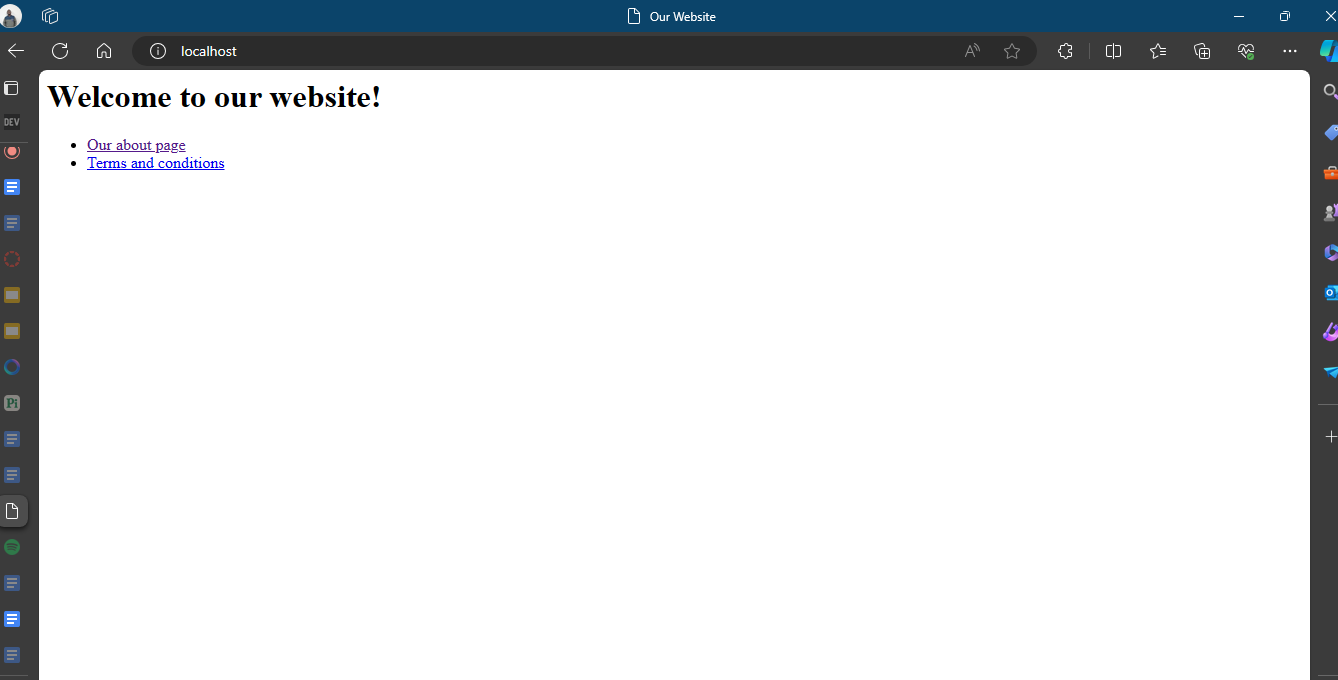 Our Website
localhost
Welcome to our website!
Our about page
Terms and conditions
DEV
Pi